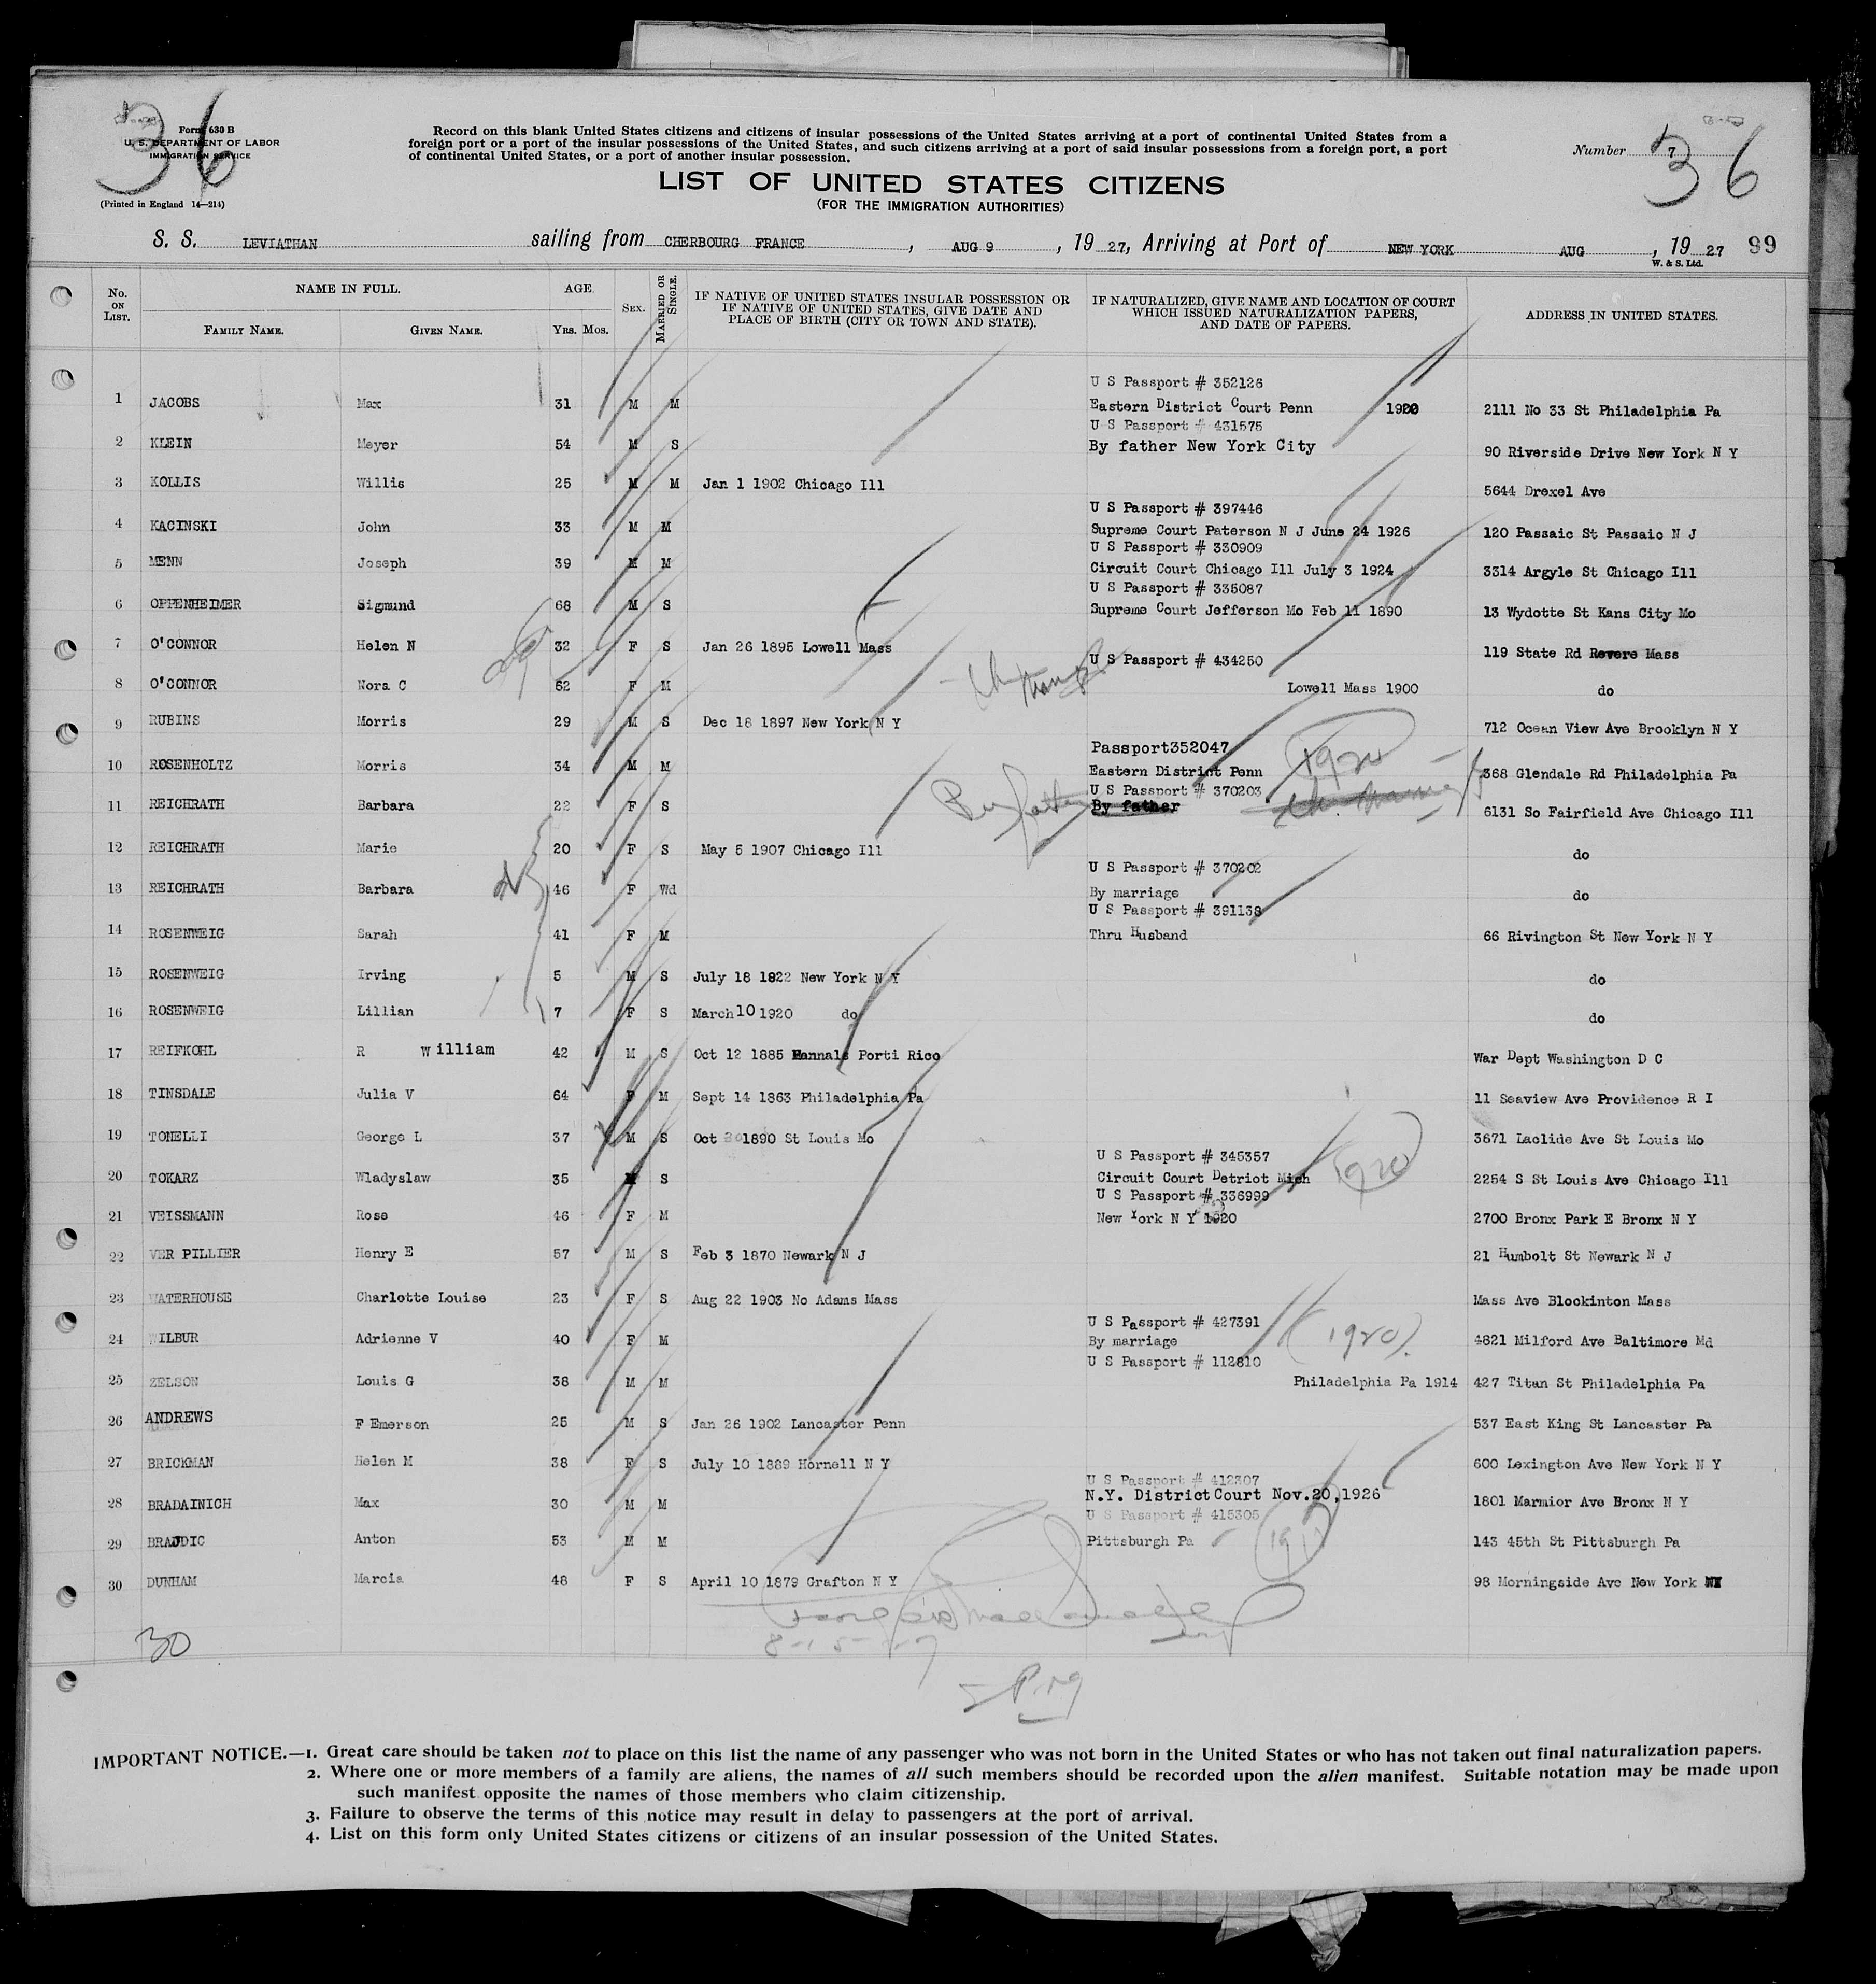 36
Form 630 B
U. S. DEPARTMENT OF LABOR
IMMIGRATION SERVICE
(Printed in England 14—214)
Record on this blank United States citizens and citizens of insular possessions of the United States arriving at a port of continental United States from a
foreign port or a port of the insular possessions of the United States, and such citizens arriving at a port of said insular possessions from a foreign port, a port
of continental United States, or a port of another insular possession.
Number 7
36
LIST OF UNITED STATES CITIZENS
(FOR THE IMMIGRATION AUTHORITIES)
S. S. LEVIATHAN sailing from CHERBOURG FRANCE, AUG 9, 19 27, Arriving at Port of NEW YORK AUG, 19 27 99
W. & S. Ltd.
No. ON LIST. NAME IN FULL. FAMILY NAME. GIVEN NAME. AGE. YRS. MOS. SEX. MARRIED OR SINGLE. IF NATIVE OF UNITED STATES INSULAR POSSESSION OR IF NATIVE OF UNITED STATES, GIVE DATE AND PLACE OF BIRTH (CITY OR TOWN AND STATE). IF NATURALIZED, GIVE NAME AND LOCATION OF COURT WHICH ISSUED NATURALIZATION PAPERS, AND DATE OF PAPERS. ADDRESS IN UNITED STATES.
U S Passport # 352126
1 JACOBS Max 31 M M Eastern District Court Penn 1920 2111 No 33 St Philadelphia Pa
U S Passport # 431575
2 KLEIN Meyer 54 M S By father New York City 90 Riverside Drive New York N Y
3 KOLLIS Willis 25 M M Jan 1 1902 Chicago Ill 5644 Drexel Ave
U S Passport # 397446
4 KACINSKI John 33 M M Supreme Court Paterson N J June 24 1926 120 Passaic St Passaic N J
U S Passport # 330909
5 MENN Joseph 39 M M Circuit Court Chicago Ill July 3 1924 3314 Argyle St Chicago Ill
U S Passport # 335087
6 OPPENHEIMER Sigmund 68 M S Supreme Court Jefferson Mo Feb 11 1890 13 Wydotte St Kans City Mo
7 O'CONNOR Helen N 32 F S Jan 26 1895 Lowell Mass 119 State Rd Revere Mass
U S Passport # 434250
8 O'CONNOR Nora C 62 F M Lowell Mass 1900 do
9 RUBINS Morris 29 M S Dec 18 1897 New York N Y 712 Ocean View Ave Brooklyn N Y
Passport352047
10 ROSENHOLTZ Morris 34 M M Eastern District Penn 1920 368 Glendale Rd Philadelphia Pa
U S Passport # 370203
11 REICHRATH Barbara 22 F S By father By father 6131 So Fairfield Ave Chicago Ill
12 REICHRATH Marie 20 F S May 5 1907 Chicago Ill do
U S Passport # 370202
13 REICHRATH Barbara 46 F Wd By marriage do
U S Passport # 391138
14 ROSENWEIG Sarah 41 F M Thru Husband 66 Rivington St New York N Y
15 ROSENWEIG Irving 5 M S July 18 1922 New York N Y do
16 ROSENWEIG Lillian 7 F S March 10 1920 do do
17 REIFKOHL R William 42 M S Oct 12 1885 Porti Rico War Dept Washington D C
18 TINSDALE Julia V 64 F M Sept 14 1863 Philadelphia Pa 11 Seaview Ave Providence R I
19 TONELLI George L 37 M S Oct 20 1890 St Louis Mo 3671 Laclide Ave St Louis Mo
U S Passport # 345357
20 TOKARZ Wladyslaw 35 M S Circuit Court Detriot Mich 1920 2254 S St Louis Ave Chicago Ill
U S Passport # 336999
21 VEISSMANN Rose 46 F M New York N Y 1920 2700 Bronx Park E Bronx N Y
22 VER PILLIER Henry E 57 M S Feb 3 1870 Newark N J 21 Humbolt St Newark N J
23 WATERHOUSE Charlotte Louise 23 F S Aug 22 1903 No Adams Mass Mass Ave Blockinton Mass
U S Passport # 427391
24 WILBUR Adrienne V 40 F M By marriage (1920). 4621 Milford Ave Baltimore Md
U S Passport # 112810
25 ZELSON Louis G 38 M M Philadelphia Pa 1914 427 Titan St Philadelphia Pa
26 ANDREWS F Emerson 25 M S Jan 26 1902 Lancaster Penn 537 East King St Lancaster Pa
27 BRICKMAN Helen M 38 F S July 10 1889 Hornell N Y 600 Lexington Ave New York N Y
U S Passport # 412307
28 BRADAINICH Max 30 M M N.Y. District Court Nov.20,1926 1801 Marmior Ave Bronx N Y
U S Passport # 415305
29 BRAJDIC Anton 53 M M Pittsburgh Pa 143 45th St Pittsburgh Pa
30 DUNHAM Marcia 48 F S April 10 1879 Grafton N Y 98 Morningside Ave New York NY
30
IMPORTANT NOTICE.—1. Great care should be taken not to place on this list the name of any passenger who was not born in the United States or who has not taken out final naturalization papers.
2. Where one or more members of a family are aliens, the names of all such members should be recorded upon the alien manifest. Suitable notation may be made upon
such manifest opposite the names of those members who claim citizenship.
3. Failure to observe the terms of this notice may result in delay to passengers at the port of arrival.
4. List on this form only United States citizens or citizens of an insular possession of the United States.